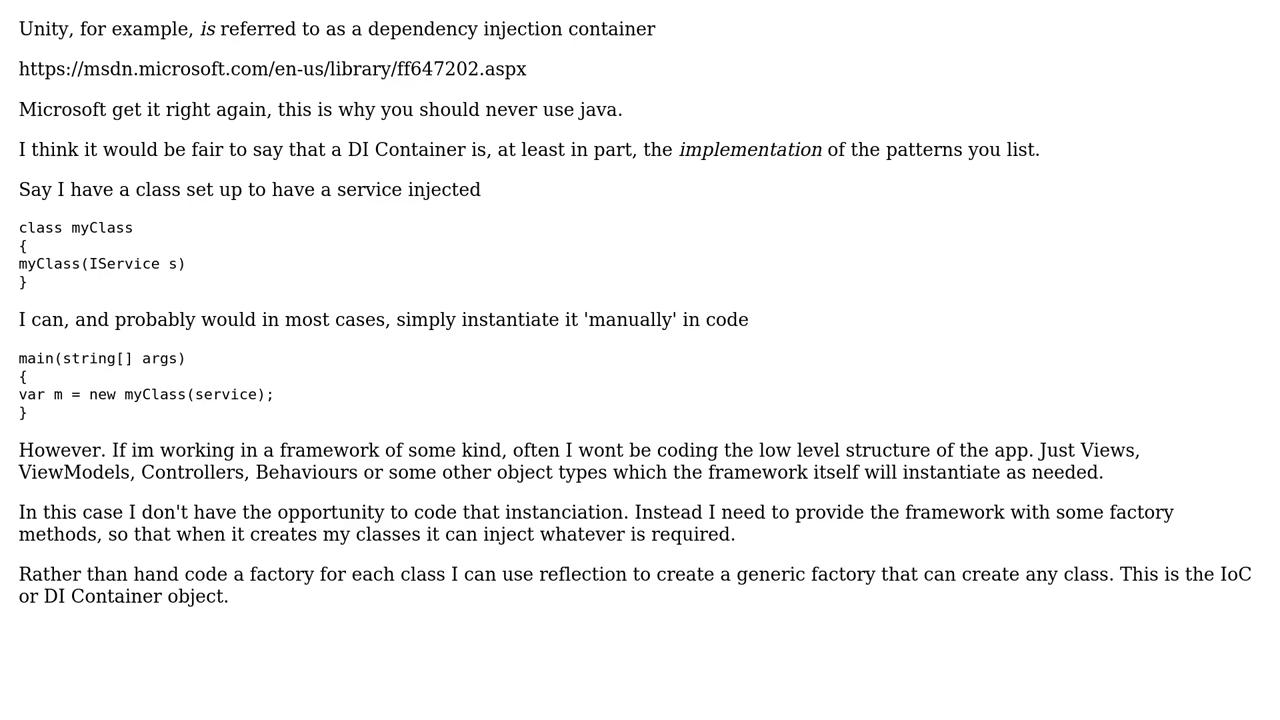 Unity, for example, is referred to as a dependency injection container
https://msdn.microsoft.com/en-us/library/ff647202.aspx
Microsoft get it right again, this is why you should never use java.
I think it would be fair to say that a DI Container is, at least in part, the implementation of the patterns you list.
Say I have a class set up to have a service injected
class myClass
{
myClass(IService s)
}
I can, and probably would in most cases, simply instantiate it 'manually' in code
main(string[] args)
{
var m = new myClass(service);
}
However. If im working in a framework of some kind, often I wont be coding the low level structure of the app. Just Views,
ViewModels, Controllers, Behaviours or some other object types which the framework itself will instantiate as needed.
In this case I don't have the opportunity to code that instanciation. Instead I need to provide the framework with some factory
methods, so that when it creates my classes it can inject whatever is required.
Rather than hand code a factory for each class I can use reflection to create a generic factory that can create any class. This is the IoC
or DI Container object.